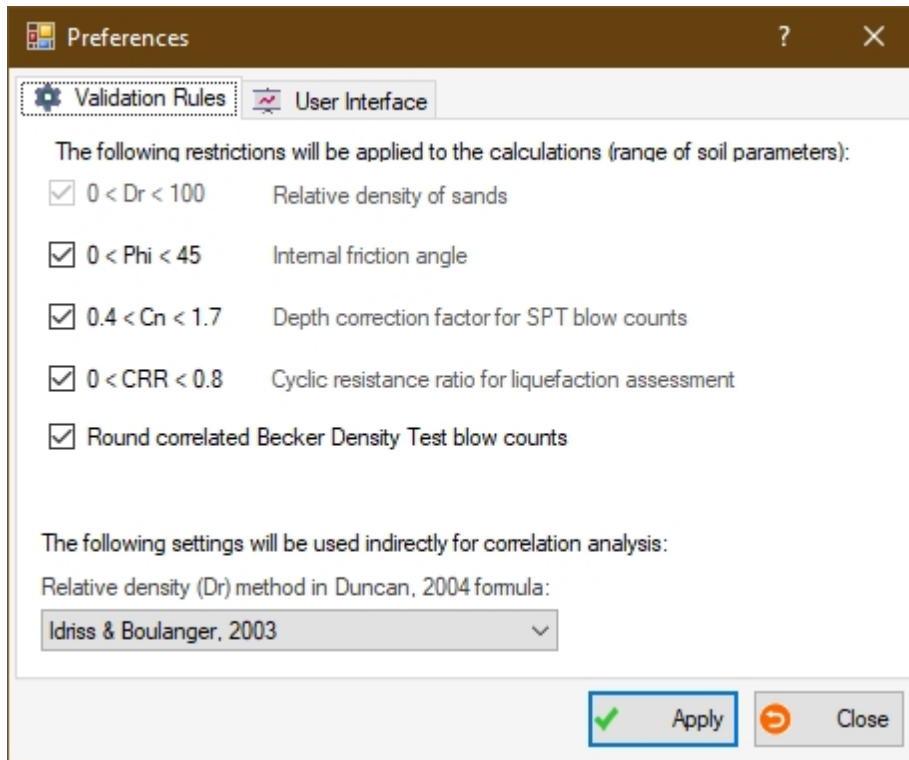 Preferences
?
Validation Rules
User Interface
The following restrictions will be applied to the calculations (range of soil parameters):
0 < Dr < 100 Relative density of sands
0 < Phi < 45 Internal friction angle
0.4 < Cn < 1.7 Depth correction factor for SPT blow counts
0 < CRR < 0.8 Cyclic resistance ratio for liquefaction assessment
Round correlated Becker Density Test blow counts
The following settings will be used indirectly for correlation analysis:
Relative density (Dr) method in Duncan, 2004 formula:
Idriss & Boulanger, 2003
Apply
Close